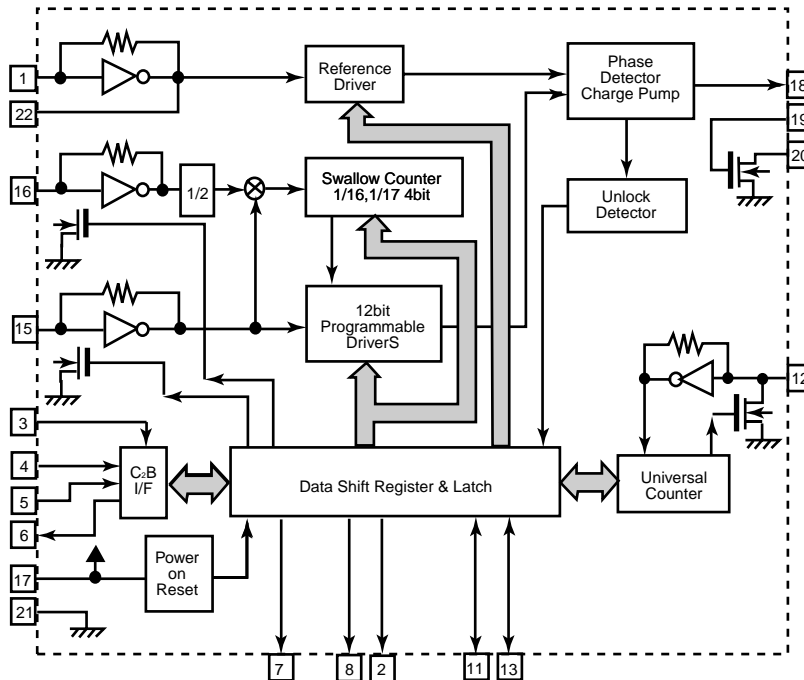 1
Reference
Driver
Phase
Detector
Charge Pump
18
22
19
20
16
1/2
Swallow Counter
1/16,1/17 4bit
Unlock
Detector
15
12bit
Programmable
DriverS
12
3
4
5
6
C2B
I/F
Data Shift Register & Latch
Universal
Counter
17
Power
on
Reset
21
7
8
2
11
13